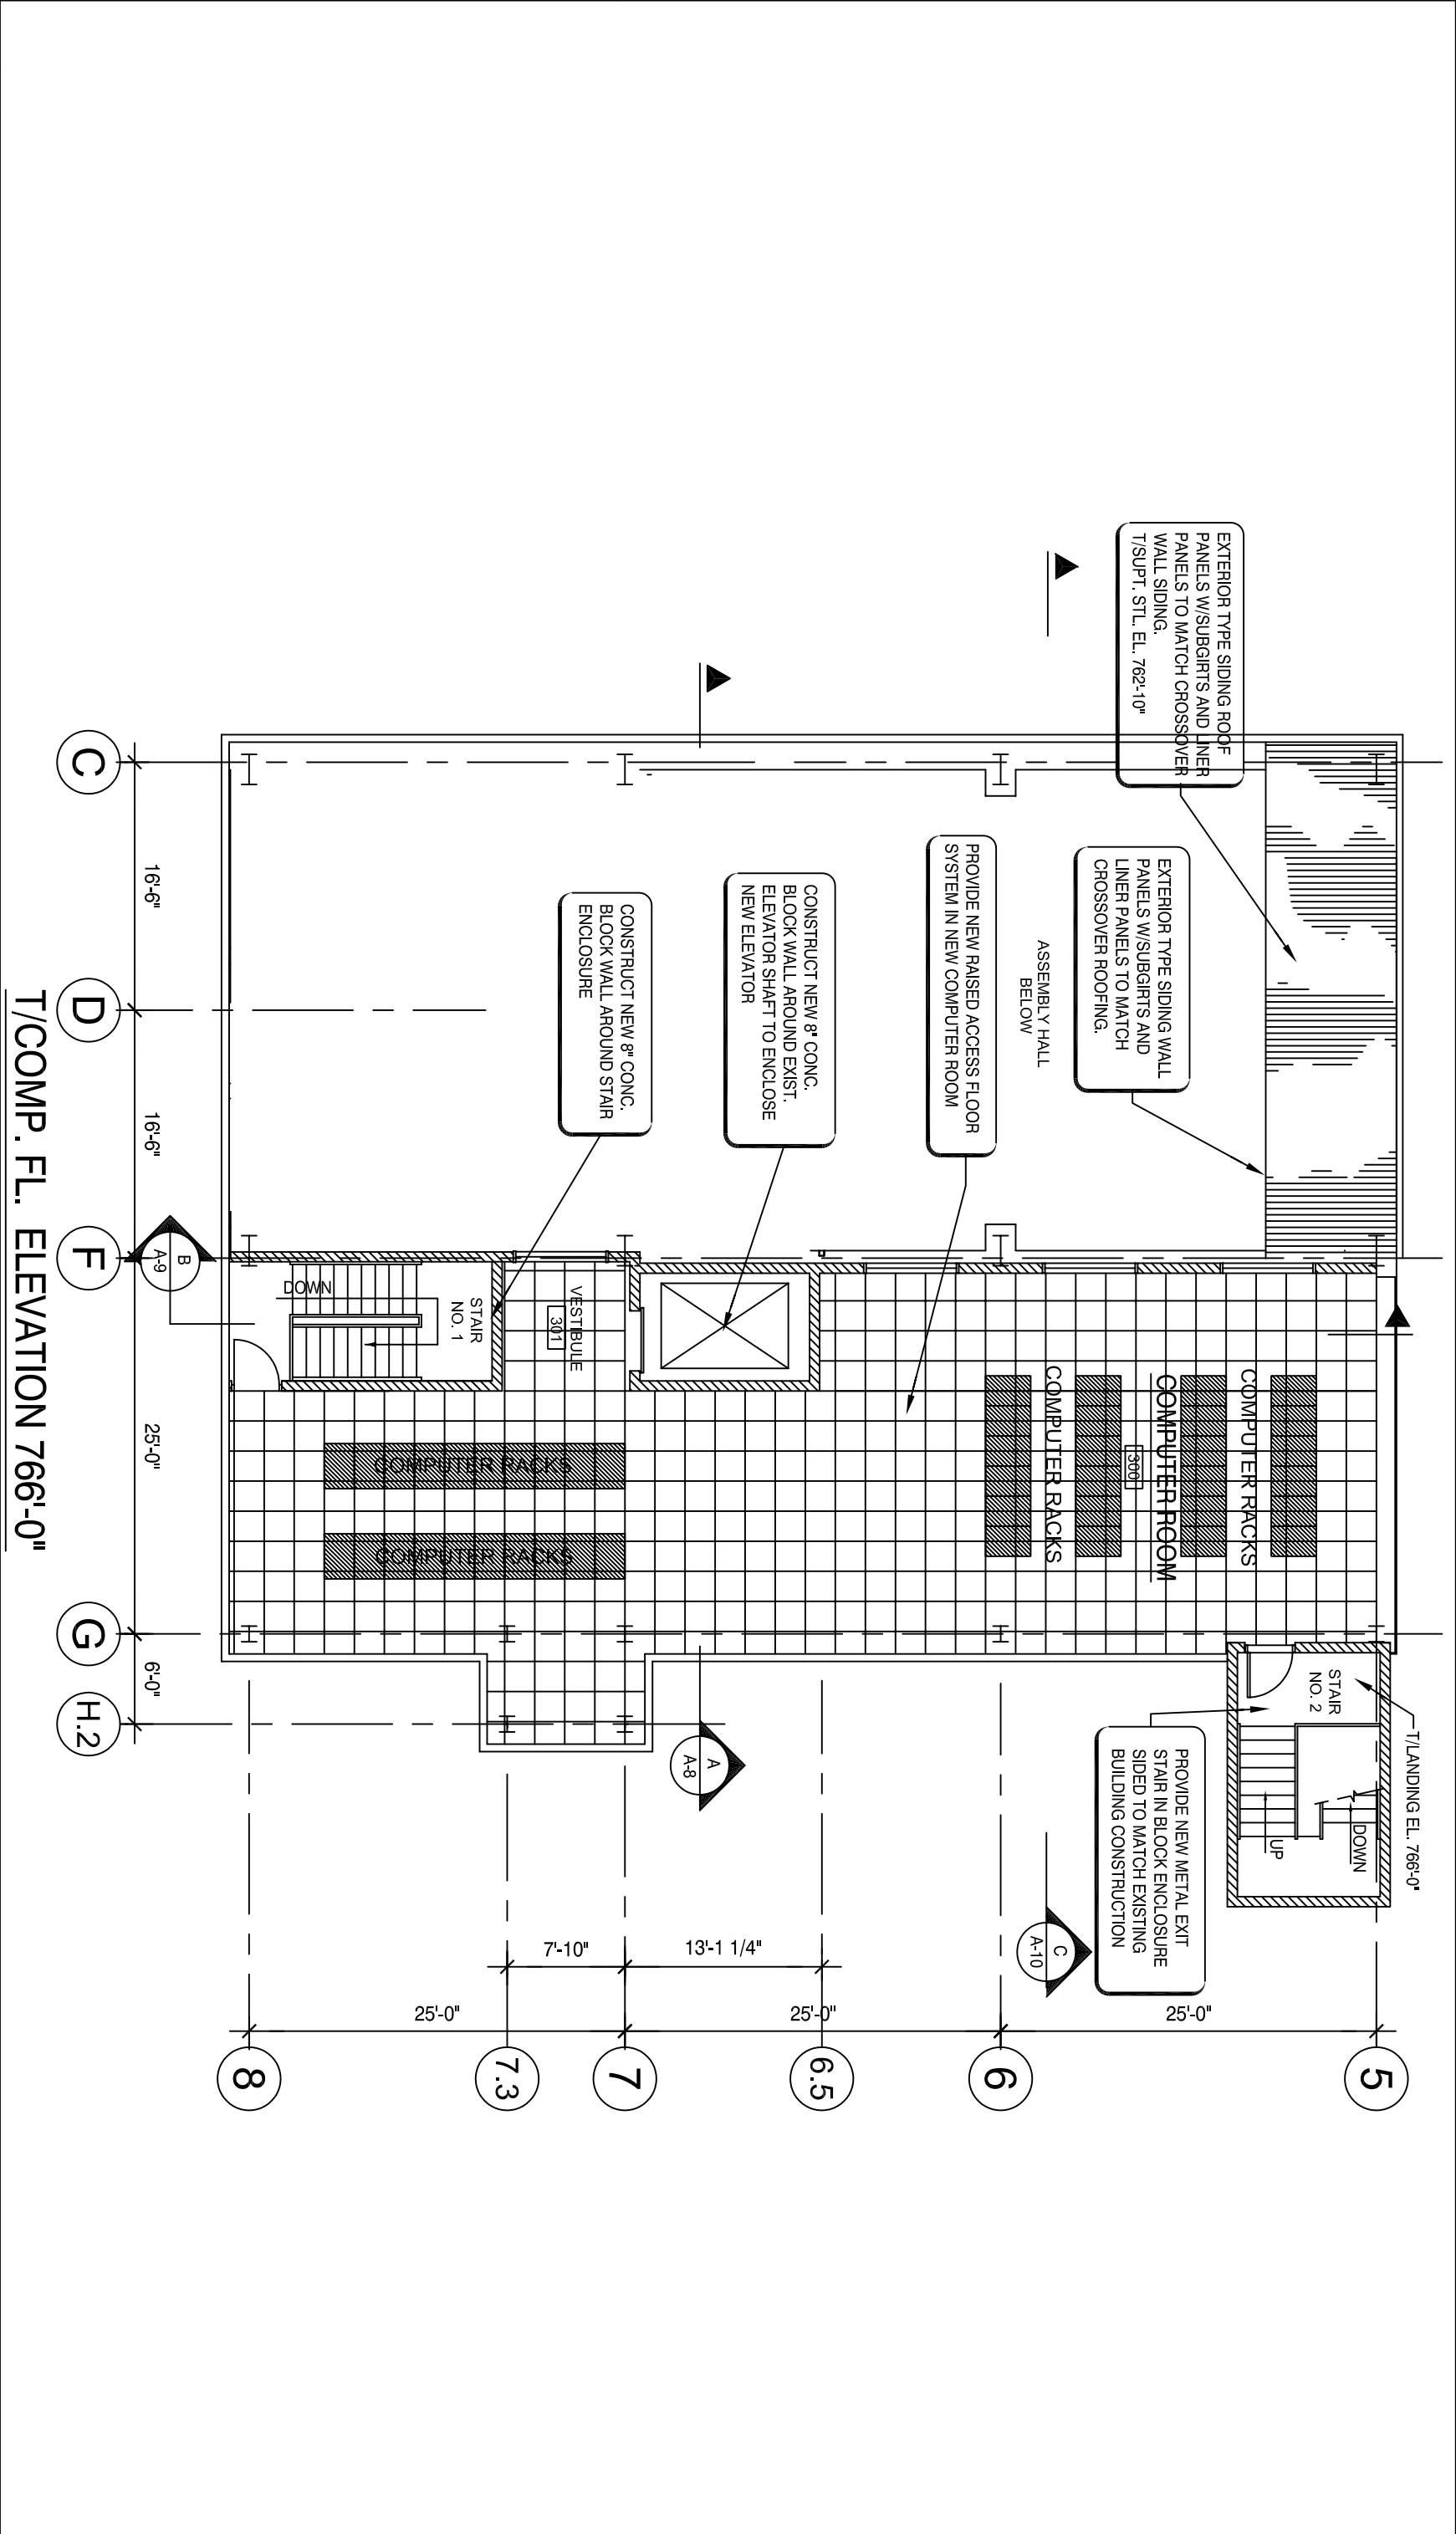 EXTERIOR TYPE SIDING ROOF
PANELS W/SUBGIRTS AND LINER
PANELS TO MATCH CROSSOVER
WALL SIDING.
T/SUPT. STL. EL. 762'-10"
EXTERIOR TYPE SIDING WALL
PANELS W/SUBGIRTS AND
LINER PANELS TO MATCH
CROSSOVER ROOFING.
ASSEMBLY HALL
BELOW
PROVIDE NEW RAISED ACCESS FLOOR
SYSTEM IN NEW COMPUTER ROOM
CONSTRUCT NEW 8" CONC.
BLOCK WALL AROUND EXIST.
ELEVATOR SHAFT TO ENCLOSE
NEW ELEVATOR
CONSTRUCT NEW 8" CONC.
BLOCK WALL AROUND STAIR
ENCLOSURE
T/LANDING EL. 766'-0"
STAIR
NO. 2
DOWN
UP
PROVIDE NEW METAL EXIT
STAIR IN BLOCK ENCLOSURE
SIDED TO MATCH EXISTING
BUILDING CONSTRUCTION
COMPUTER RACKS
COMPUTER ROOM
300
COMPUTER RACKS
VESTIBULE
301
STAIR
NO. 1
DOWN
COMPUTER RACKS
COMPUTER RACKS
A
A-8
B
A-9
C
A-10
5
6
6.5
7
7.3
8
25'-0"
25'-0"
25'-0"
13'-1 1/4"
7'-10"
16'-6"
16'-6"
25'-0"
6'-0"
C
D
F
G
H.2
T/COMP. FL. ELEVATION 766'-0"